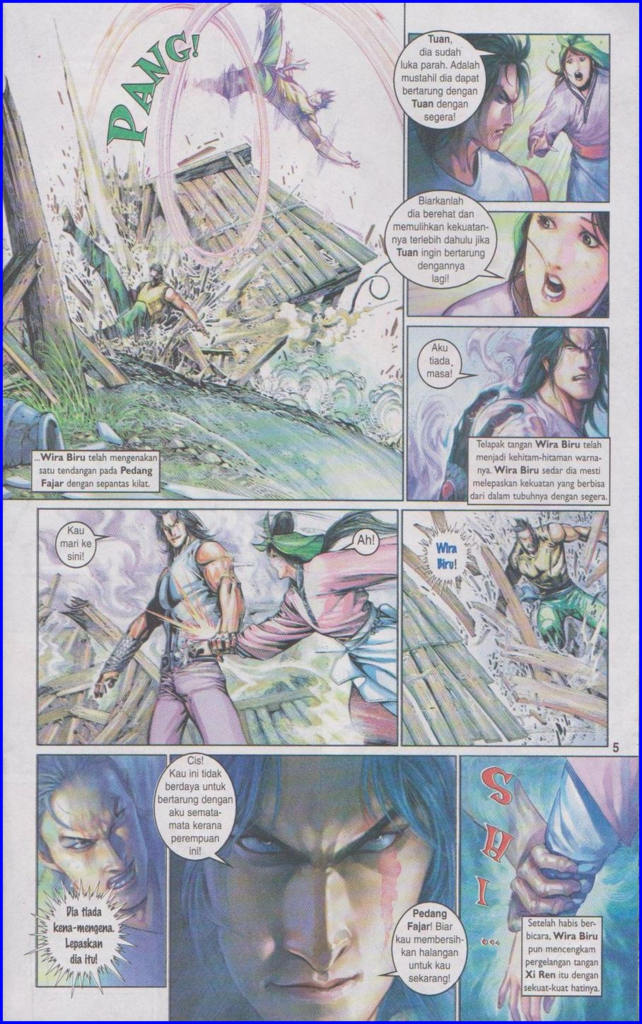 PANG!
Tuan,
dia sudah
luka parah. Adalah
mustahil dia dapat
bertarung dengan
Tuan dengan
segera!
Biarkanlah
dia berehat dan
memulihkan kekuatan-
nya terlebih dahulu jika
Tuan ingin bertarung
dengannya
lagi!
Aku
tiada
masa!
Telapak tangan Wira Biru telah
menjadi kehitam-hitaman warna-
nya. Wira Biru sedar dia mesti
melepaskan kekuatan yang berbisa
dari dalam tubuhnya dengan segera.
...Wira Biru telah mengenakan
satu tendangan pada Pedang
Fajar dengan sepantas kilat.
Kau
mari ke
sini!
Ah!
Wira
Biru!
5
Dia tiada
kena-mengena.
Lepaskan
dia itu!
Cis!
Kau ini tidak
berdaya untuk
bertarung dengan
aku semata-
mata kerana
perempuan
ini!
Pedang
Fajar! Biar
kau membersih-
kan halangan
untuk kau
sekarang!
SHI...
Setelah habis ber-
bicara, Wira Biru
pun mencengkam
pergelangan tangan
Xi Ren itu dengan
sekuat-kuat hatinya.